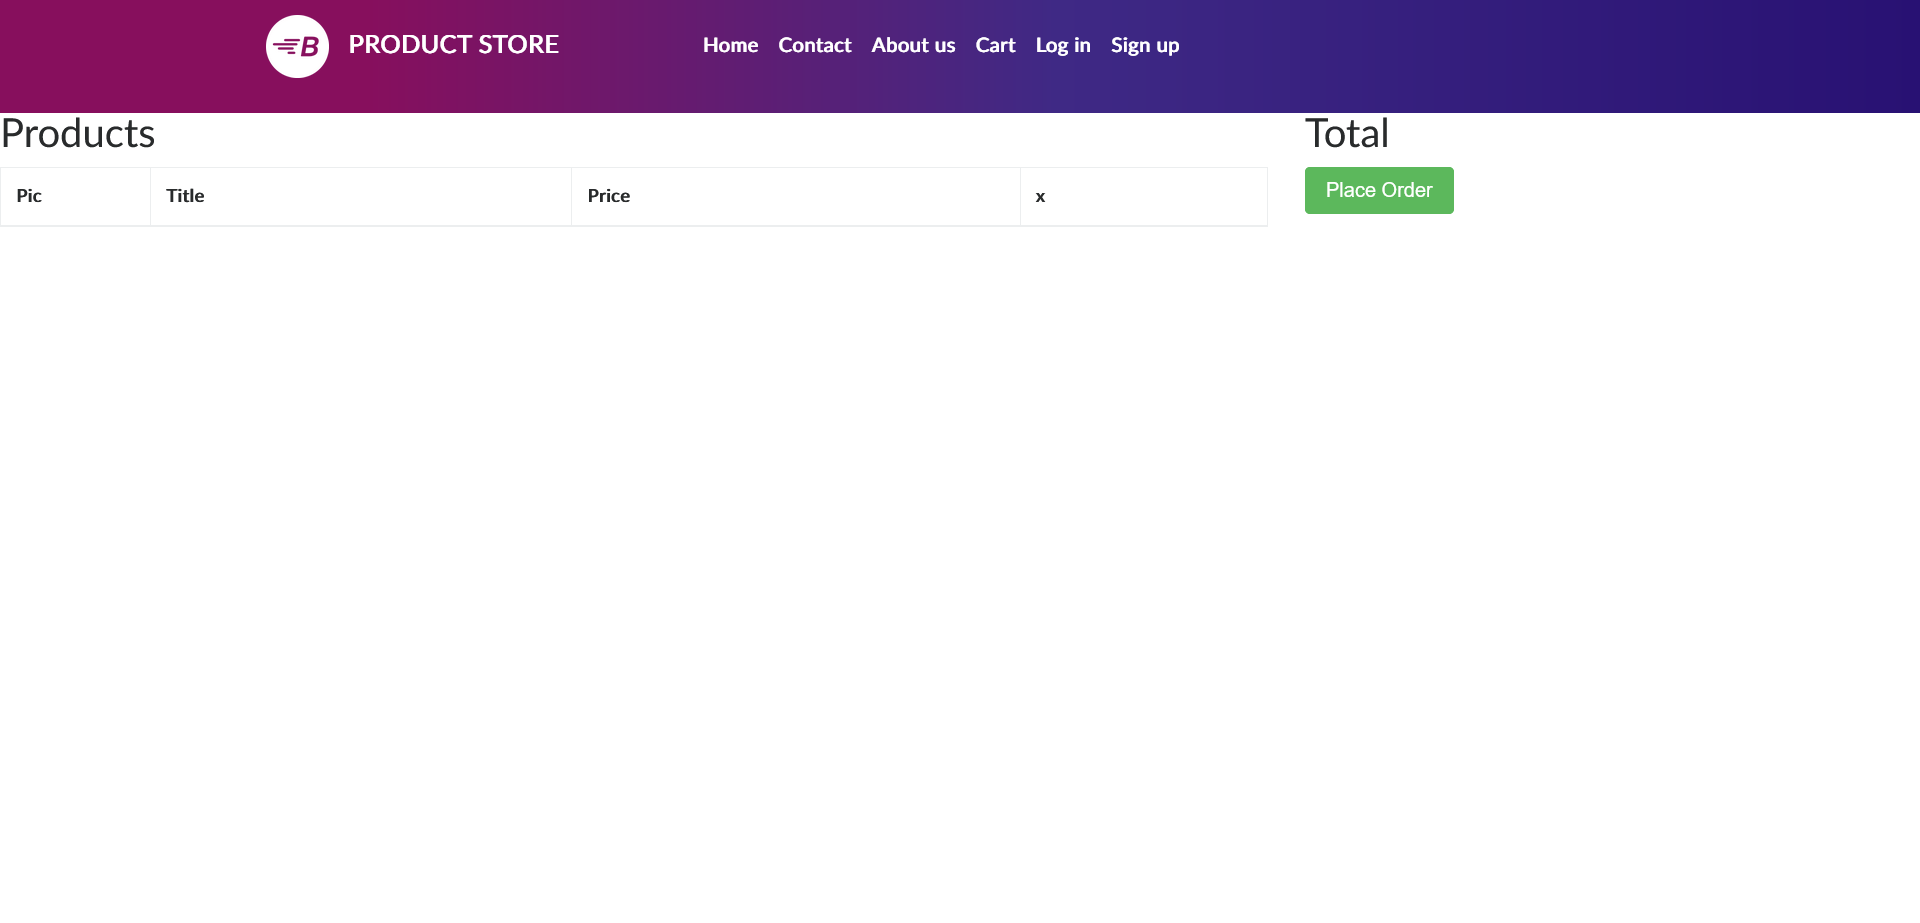 B PRODUCT STORE Home Contact About us Cart Log in Sign up
Products
Pic Title Price x
Total
Place Order